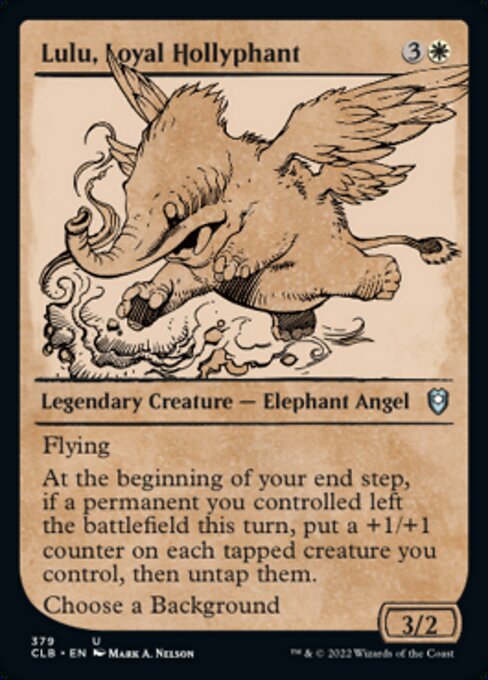 Lulu, Loyal Hollyphant 3
Legendary Creature — Elephant Angel
Flying
At the beginning of your end step,
if a permanent you controlled left
the battlefield this turn, put a +1/+1
counter on each tapped creature you
control, then untap them.
Choose a Background
3/2
379 U
CLB • EN Mark A. Nelson ™ & © 2022 Wizards of the Coast